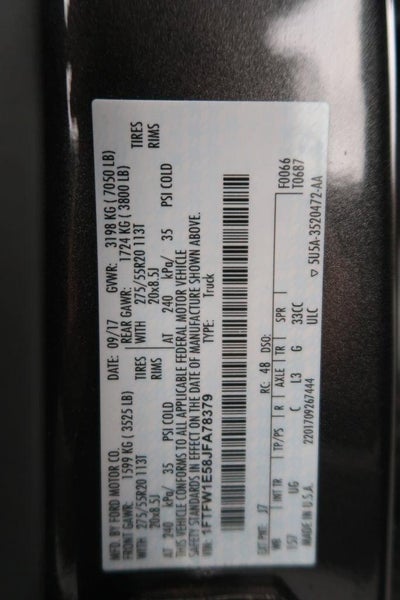 MFD. BY FORD MOTOR CO.
DATE: 09/17 GVWR: 3198 KG ( 7050 LB)
FRONT GAWR: 1599 KG ( 3525 LB) REAR GAWR: 1724 KG ( 3800 LB)
275/55R20 113T TIRES WITH 275/55R20 113T TIRES
20x8.5J RIMS 20x8.5J RIMS
AT 240 kPa/ 35 PSI COLD AT 240 kPa/ 35 PSI COLD
THIS VEHICLE CONFORMS TO ALL APPLICABLE FEDERAL MOTOR VEHICLE
SAFETY STANDARDS IN EFFECT ON THE DATE OF MANUFACTURE SHOWN ABOVE.
1FTFW1E58JFA78379 TYPE: Truck
F0066
T0687
EXT PNT: J7 RC: 48 DSO:
WB INT TR TP/PS R AXLE TR SPR
157 UG C L3 G 33CC
MADE IN U.S.A. 2201709267444 ULC 5U5A-3520472-AA